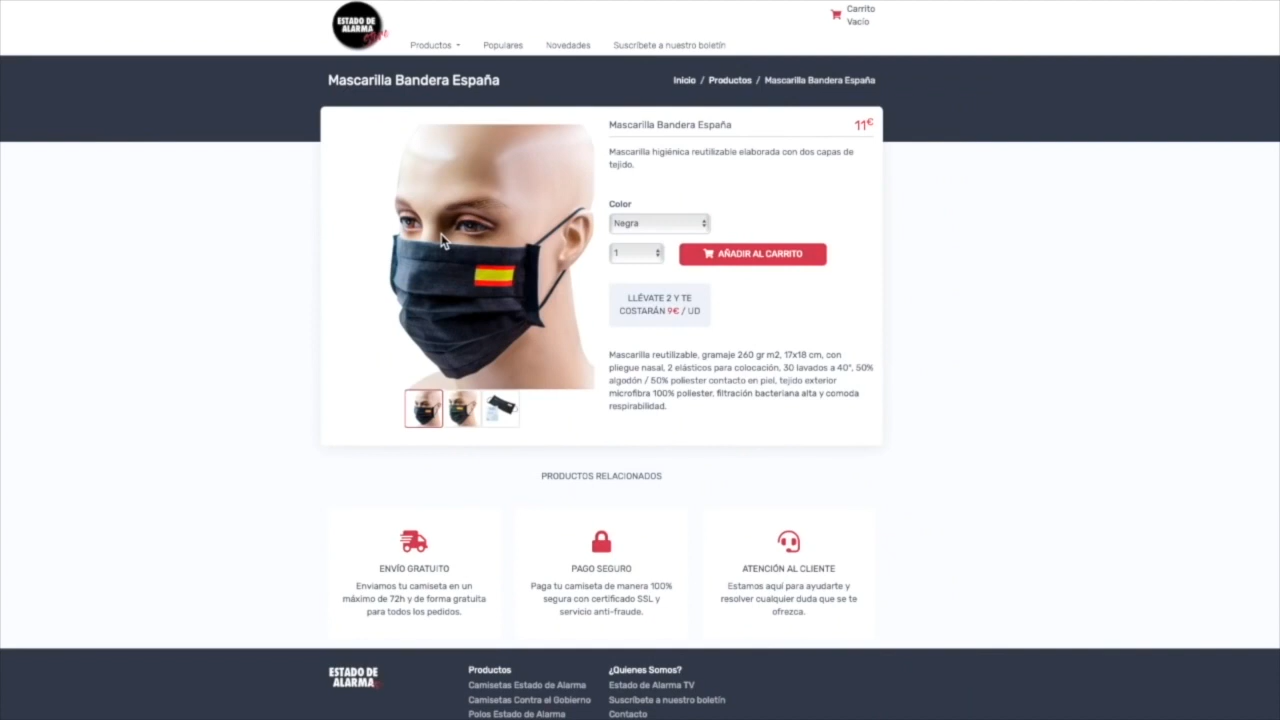 ESTADO DE
ALARMA
Store
Carrito
Vacío
Productos
Populares
Novedades
Suscríbete a nuestro boletín
Mascarilla Bandera España
Inicio / Productos / Mascarilla Bandera España
Mascarilla Bandera España
11€
Mascarilla higiénica reutilizable elaborada con dos capas de
tejido.
Color
Negra
1
AÑADIR AL CARRITO
LLÉVATE 2 Y TE
COSTARÁN 9€ / UD
Mascarilla reutilizable, gramaje 260 gr m2, 17x18 cm, con
pliegue nasal, 2 elásticos para colocación, 30 lavados a 40º, 50%
algodón / 50% poliester contacto en piel, tejido exterior
microfibra 100% poliester, filtración bacteriana alta y comoda
respirabilidad.
PRODUCTOS RELACIONADOS
ENVÍO GRATUITO
Enviamos tu camiseta en un
máximo de 72h y de forma gratuita
para todos los pedidos.
PAGO SEGURO
Paga tu camiseta de manera 100%
segura con certificado SSL y
servicio anti-fraude.
ATENCIÓN AL CLIENTE
Estamos aquí para ayudarte y
resolver cualquier duda que se te
ofrezca.
ESTADO DE
ALARMA
Productos
Camisetas Estado de Alarma
Camisetas Contra el Gobierno
Polos Estado de Alarma
¿Quienes Somos?
Estado de Alarma TV
Suscríbete a nuestro boletín
Contacto